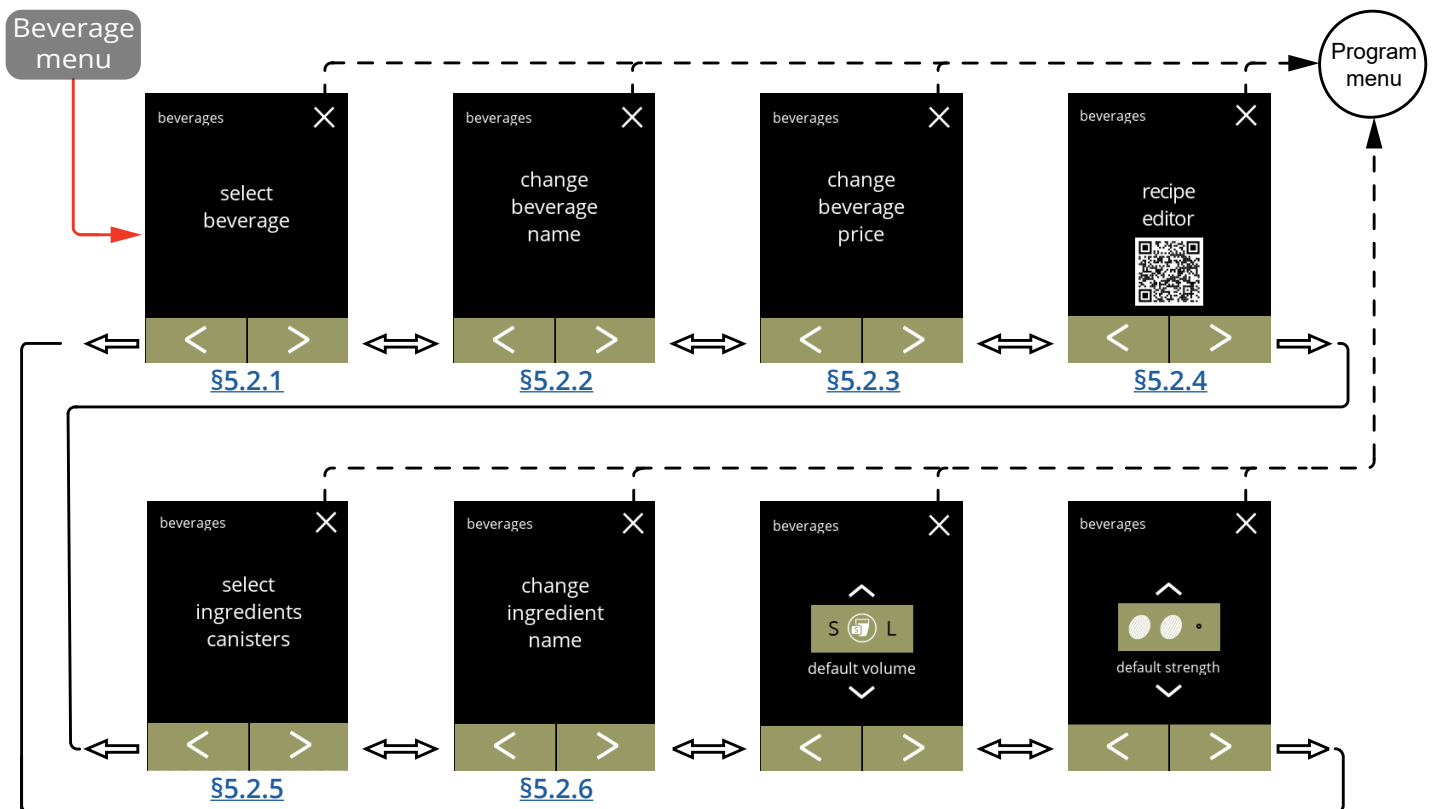 Beverage
menu
Program
menu
beverages
select
beverage
§5.2.1
beverages
change
beverage
name
§5.2.2
beverages
change
beverage
price
§5.2.3
beverages
recipe
editor
§5.2.4
beverages
select
ingredients
canisters
§5.2.5
beverages
change
ingredient
name
§5.2.6
beverages
S L
default volume
beverages
default strength